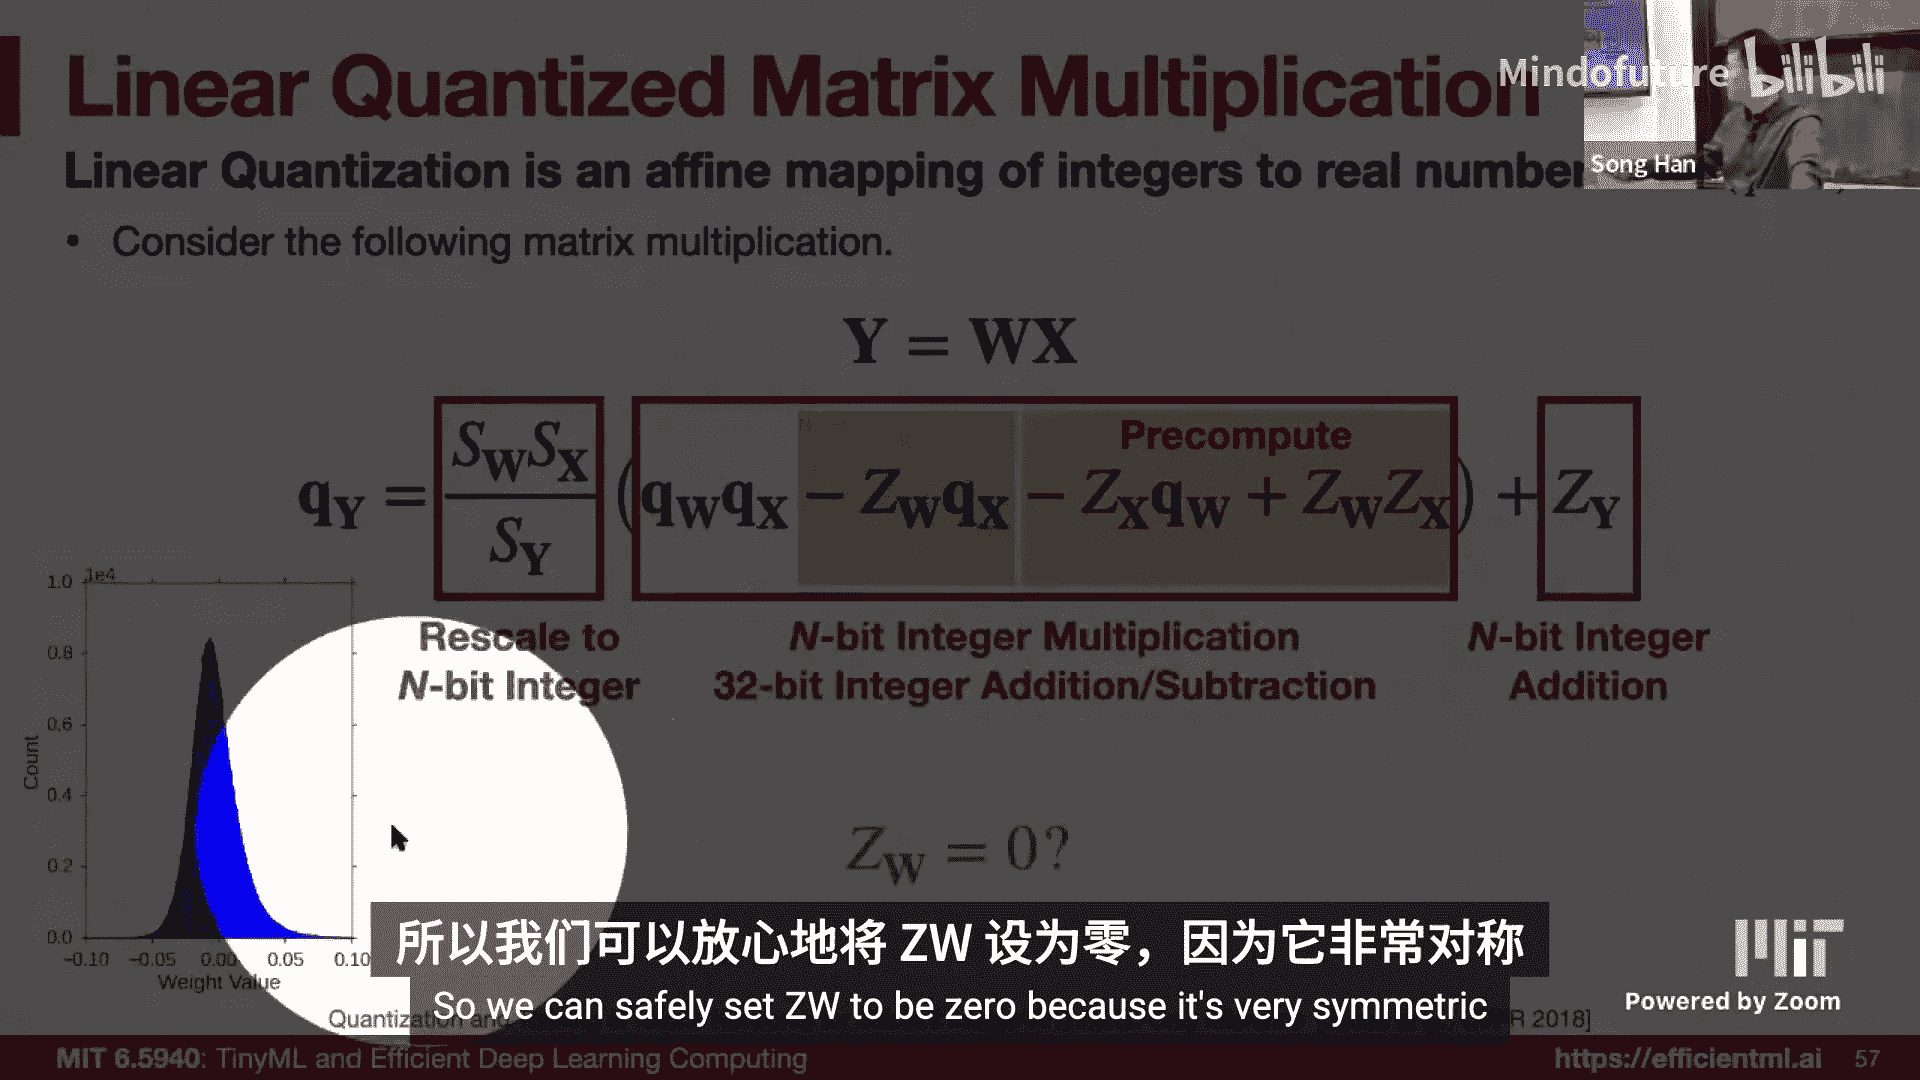 Linear Quantized Matrix Multiplication
Mindofuture bilibili
Song Han
Linear Quantization is an affine mapping of integers to real number
• Consider the following matrix multiplication.
Y = WX
Precompute
q_Y = S_W S_X / S_Y (q_W q_X − Z_W q_X − Z_X q_W + Z_W Z_X) + Z_Y
Rescale to
N-bit Integer
N-bit Integer Multiplication
32-bit Integer Addition/Subtraction
N-bit Integer
Addition
1e4
1.0
0.8
0.6
0.4
0.2
0.0
Count
−0.10 −0.05 0.00 0.05 0.10
Weight Value
Z_W = 0?
所以我们可以放心地将 ZW 设为零，因为它非常对称
So we can safely set ZW to be zero because it's very symmetric
Quantization and
R 2018]
MIT
Powered by Zoom
MIT 6.5940: TinyML and Efficient Deep Learning Computing
https://efficientml.ai
57